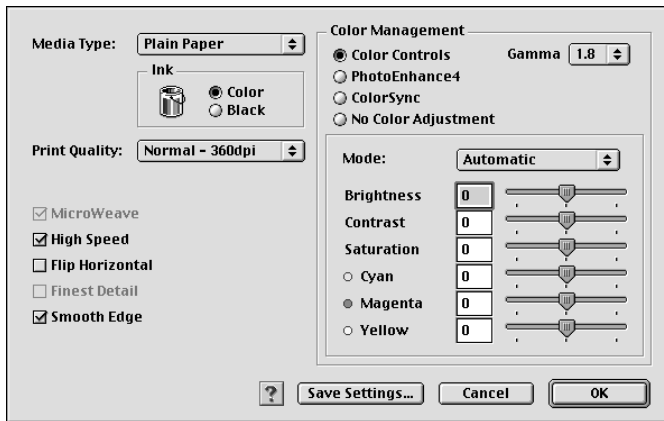 Media Type: Plain Paper
Ink
Color
Black
Print Quality: Normal - 360dpi
MicroWeave
High Speed
Flip Horizontal
Finest Detail
Smooth Edge
Color Management
Color Controls
Gamma 1.8
PhotoEnhance4
ColorSync
No Color Adjustment
Mode: Automatic
Brightness 0
Contrast 0
Saturation 0
Cyan 0
Magenta 0
Yellow 0
? Save Settings... Cancel OK